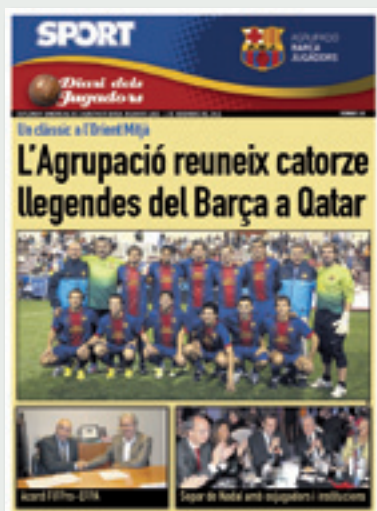 SPORT
AGRUPACIÓ
BARÇA
JUGADORS
Diari dels
Jugadors
Un clàssic a l'Orient Mitjà
L'Agrupació reuneix catorze
llegendes del Barça a Qatar
Acord FIFPro-EFPA
Sopar de Nadal amb exjugadors i institucions